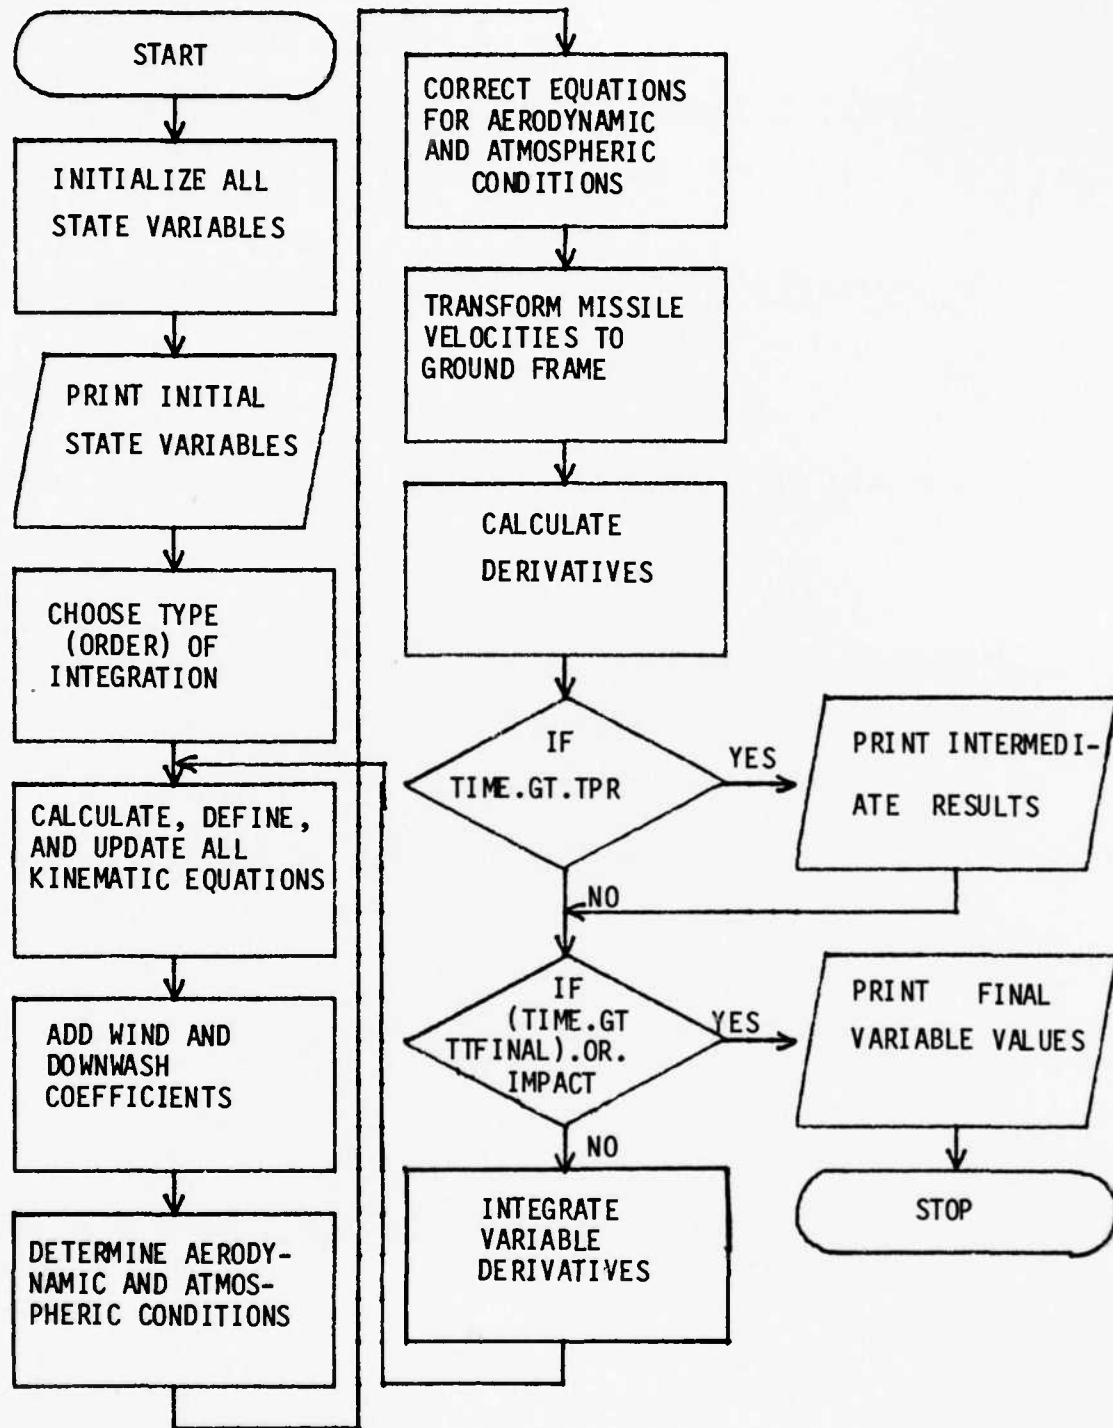 START
INITIALIZE ALL
STATE VARIABLES
PRINT INITIAL
STATE VARIABLES
CHOOSE TYPE
(ORDER) OF
INTEGRATION
CALCULATE, DEFINE,
AND UPDATE ALL
KINEMATIC EQUATIONS
ADD WIND AND
DOWNWASH
COEFFICIENTS
DETERMINE AERODY-
NAMIC AND ATMOS-
PHERIC CONDITIONS
CORRECT EQUATIONS
FOR AERODYNAMIC
AND ATMOSPHERIC
CONDITIONS
TRANSFORM MISSILE
VELOCITIES TO
GROUND FRAME
CALCULATE
DERIVATIVES
IF
TIME.GT.TPR
YES
PRINT INTERMEDI-
ATE RESULTS
NO
IF
(TIME.GT
TTFINAL).OR.
IMPACT
YES
PRINT FINAL
VARIABLE VALUES
STOP
NO
INTEGRATE
VARIABLE
DERIVATIVES